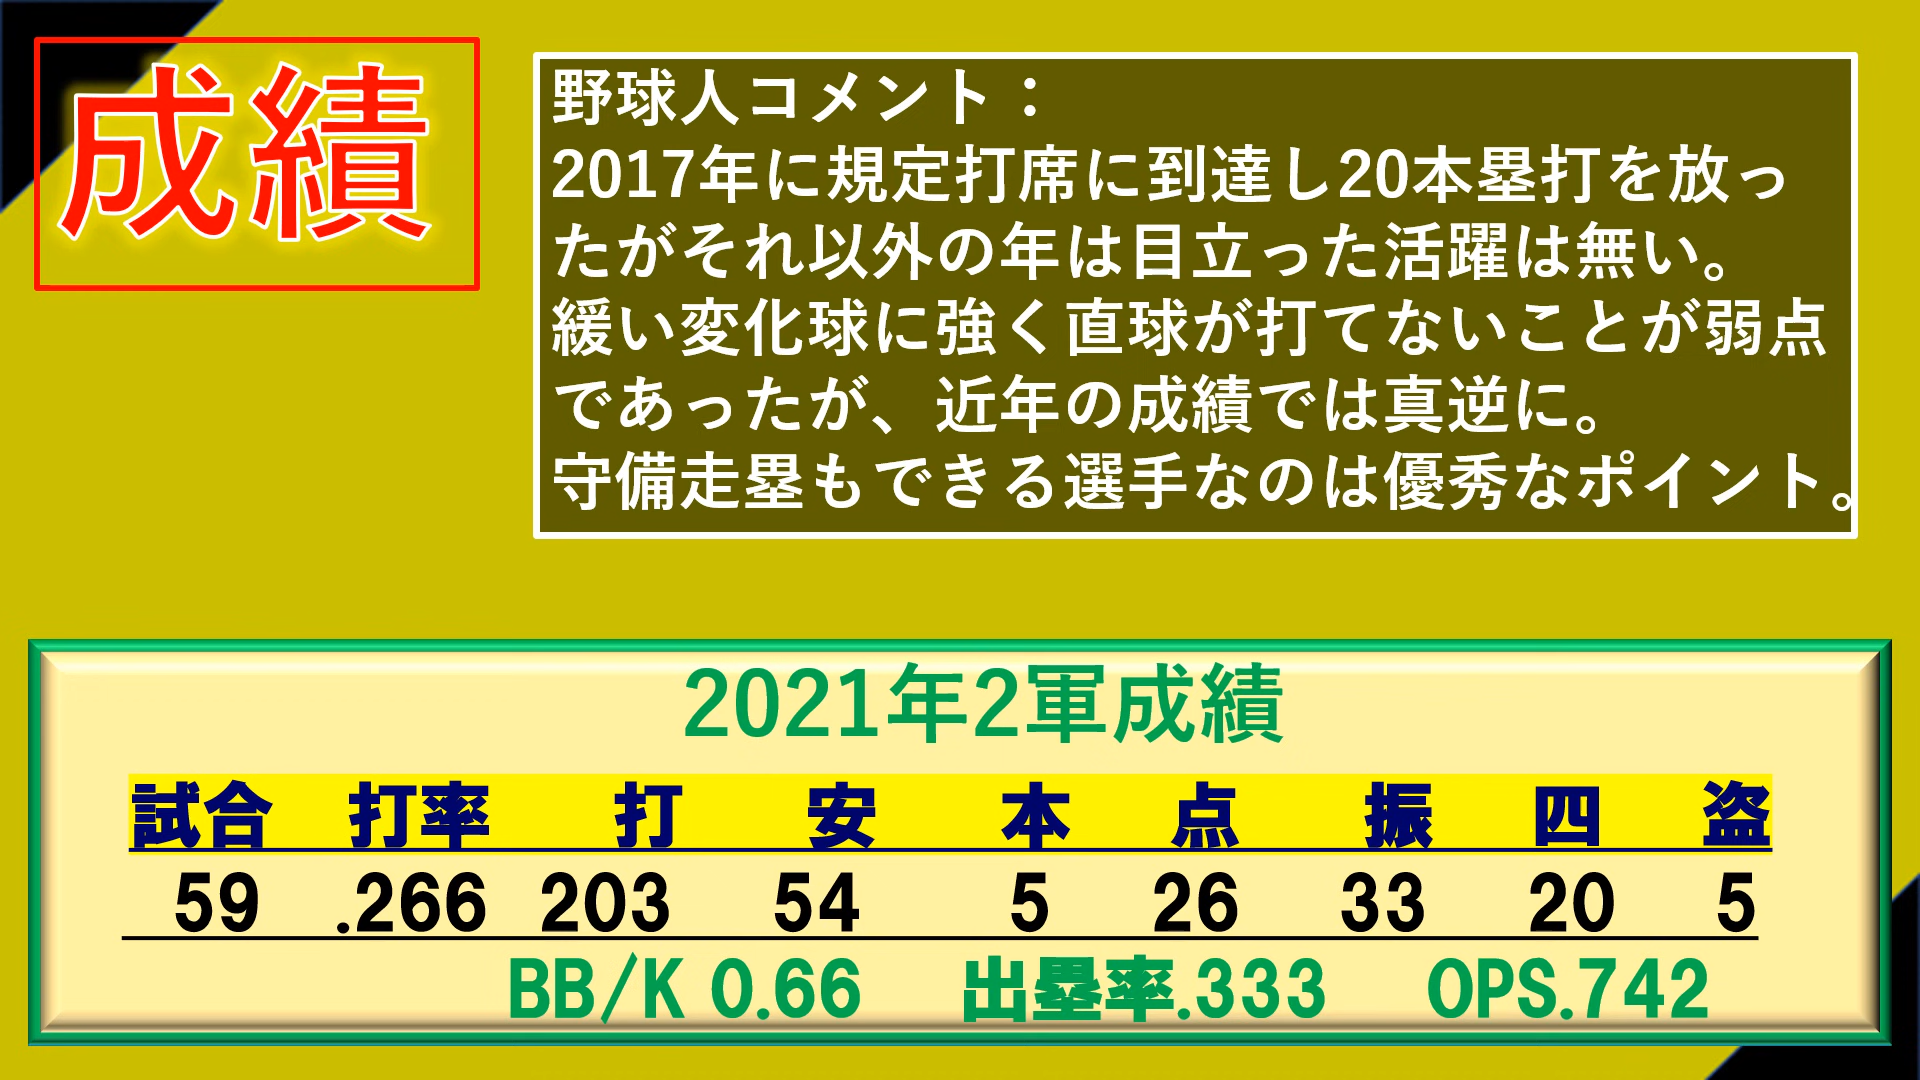 成績
野球人コメント：
2017年に規定打席に到達し20本塁打を放っ
たがそれ以外の年は目立った活躍は無い。
緩い変化球に強く直球が打てないことが弱点
であったが、近年の成績では真逆に。
守備走塁もできる選手なのは優秀なポイント。
2021年2軍成績
試合 打率 打 安 本 点 振 四 盗
59 .266 203 54 5 26 33 20 5
BB/K 0.66 出塁率.333 OPS.742